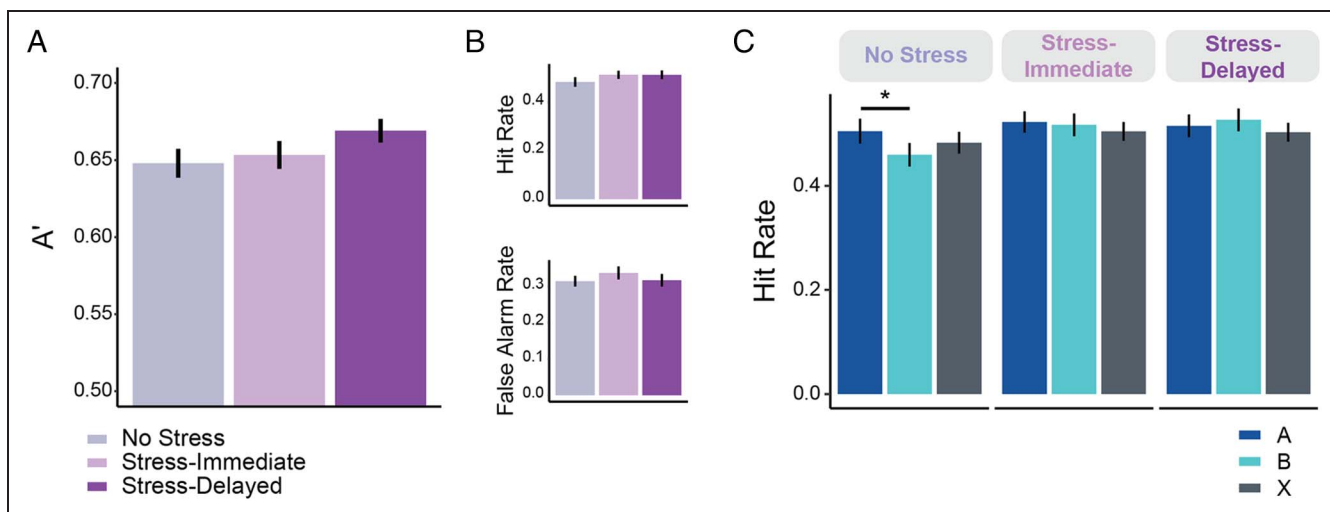 A
A'
0.70
0.65
0.60
0.55
0.50
No Stress
Stress-Immediate
Stress-Delayed
B
Hit Rate
0.4
0.2
0.0
False Alarm Rate
0.3
0.2
0.1
0.0
C
No Stress
Stress-
Immediate
Stress-
Delayed
*
Hit Rate
0.4
0.2
0.0
A
B
X